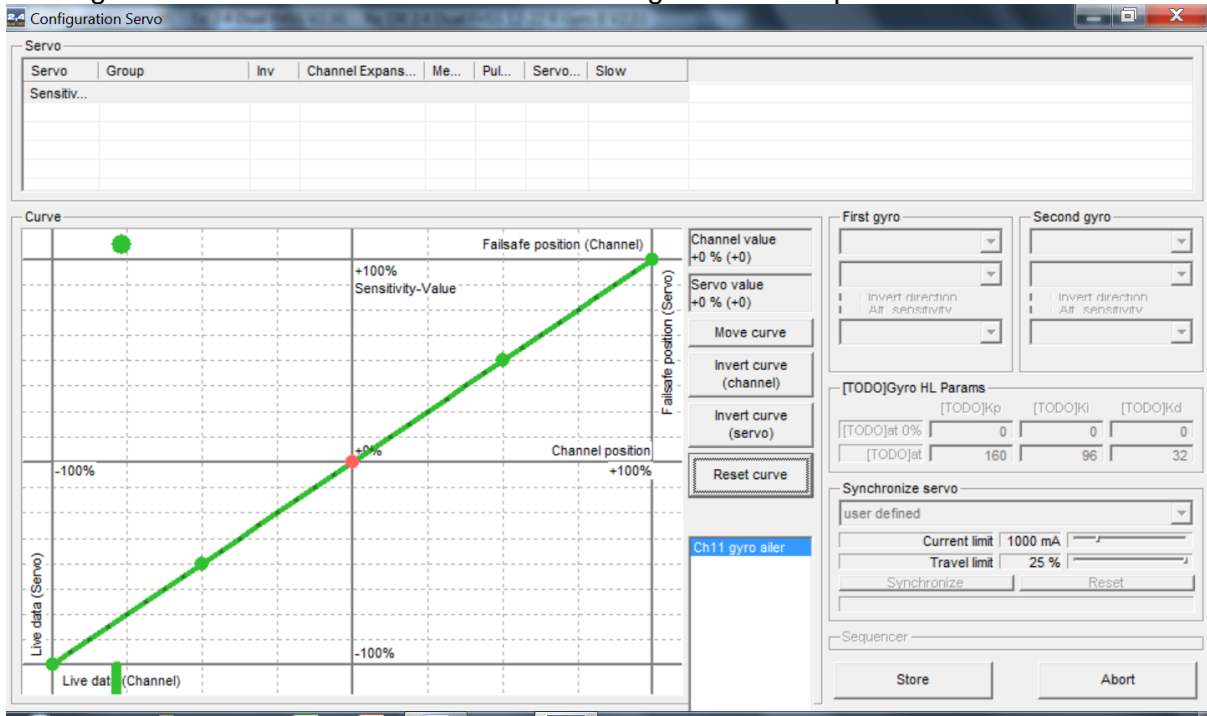 Configuration Servo
Servo
Servo Group Inv Channel Expans... Me... Pul... Servo... Slow
Sensitiv...
Curve
Failsafe position (Channel)
+100%
Sensitivity-Value
Failsafe position (Servo)
+0%
Channel position
-100%
+100%
Live data (Servo)
-100%
Live data (Channel)
Channel value
+0 % (+0)
Servo value
+0 % (+0)
Move curve
Invert curve
(channel)
Invert curve
(servo)
Reset curve
Ch11 gyro ailer
First gyro
Invert direction
Alt. sensitivity
Second gyro
Invert direction
Alt. sensitivity
[TODO]Gyro HL Params
[TODO]Kp [TODO]Ki [TODO]Kd
[TODO]at 0% 0 0 0
[TODO]at 160 96 32
Synchronize servo
user defined
Current limit 1000 mA
Travel limit 25 %
Synchronize Reset
Sequencer
Store Abort